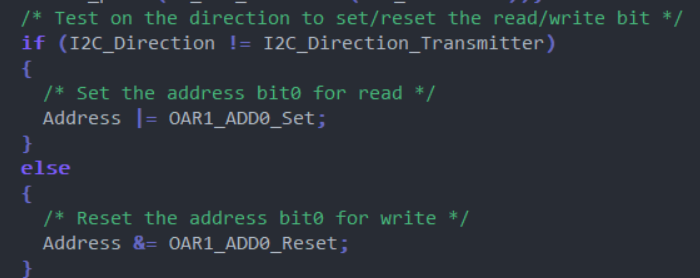 /* Test on the direction to set/reset the read/write bit */
if (I2C_Direction != I2C_Direction_Transmitter)
{
/* Set the address bit0 for read */
Address |= OAR1_ADD0_Set;
}
else
{
/* Reset the address bit0 for write */
Address &= OAR1_ADD0_Reset;
}